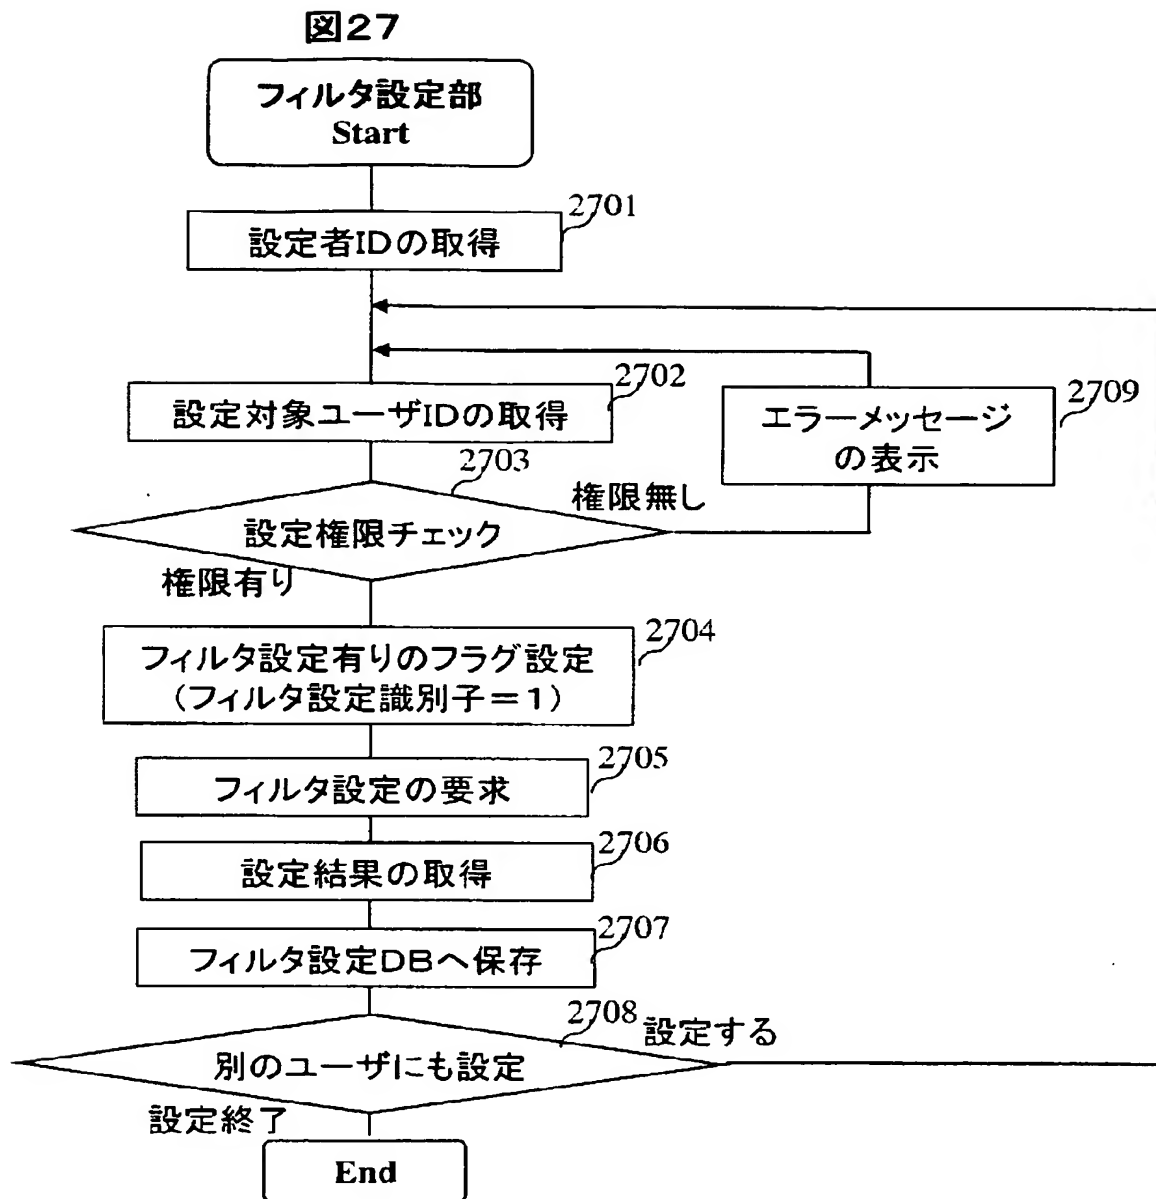 図27
フィルタ設定部
Start
2701
設定者IDの取得
2702
設定対象ユーザIDの取得
2709
エラーメッセージ
の表示
2703
権限無し
設定権限チェック
権限有り
2704
フィルタ設定有りのフラグ設定
(フィルタ設定識別子=1)
2705
フィルタ設定の要求
2706
設定結果の取得
2707
フィルタ設定DBへ保存
2708
設定する
別のユーザにも設定
設定終了
End